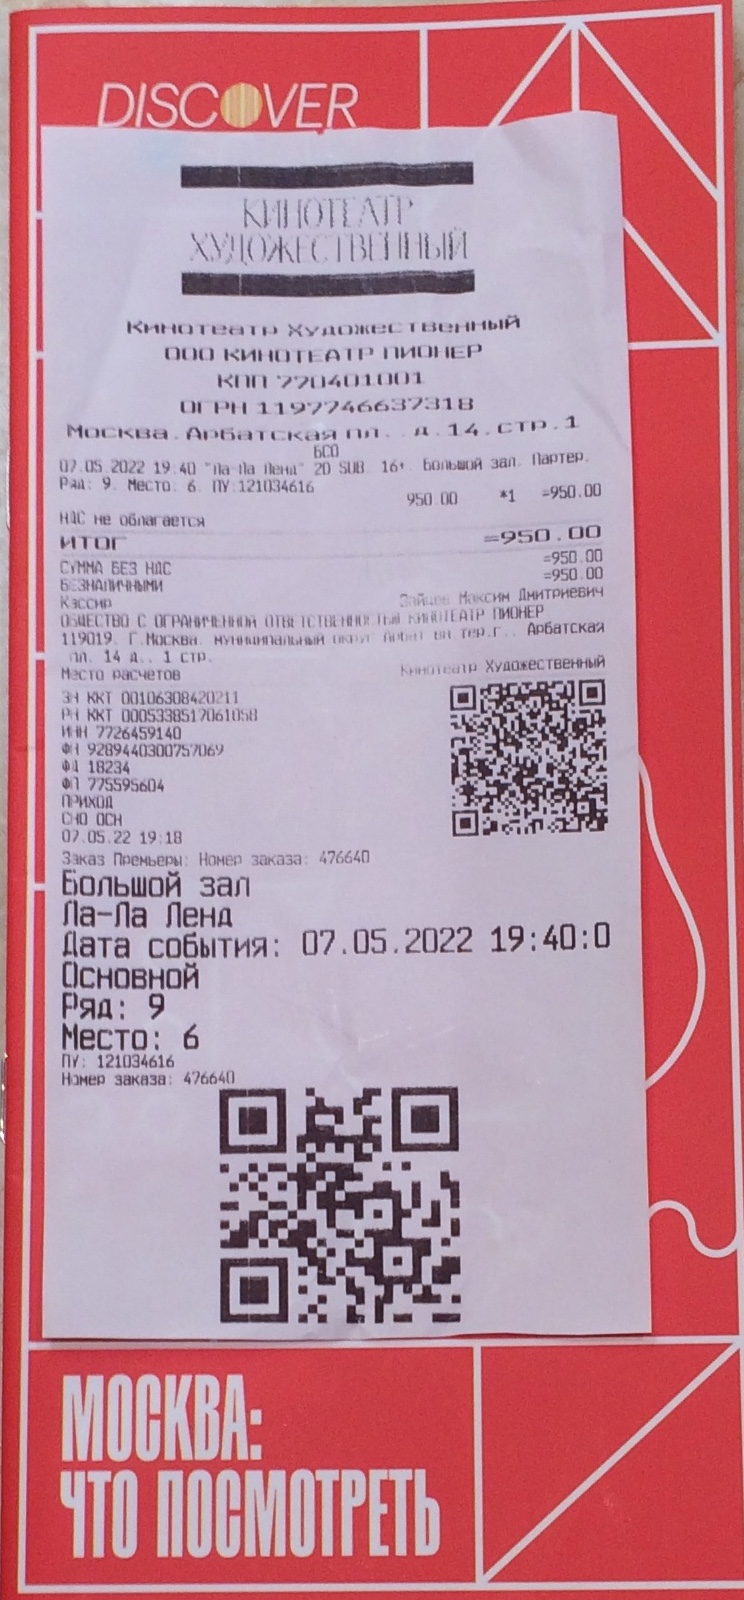 DISCOVER
КИНОТЕАТР
ХУДОЖЕСТВЕННЫЙ
Кинотеатр Художественный
ООО КИНОТЕАТР ПИОНЕР
КПП 770401001
ОГРН 1197746637318
Москва. Арбатская пл., д.14,стр.1
БСО
07.05.2022 19:40 "Ла-Ла Ленд" 2D SUB. 16+. Большой зал. Партер.
Ряд: 9. Место: 6. ПУ:121034616
950.00 *1 =950.00
НДС не облагается
ИТОГ =950.00
СУММА БЕЗ НДС =950.00
БЕЗНАЛИЧНЫМИ =950.00
Кассир Зайцев Максим Дмитриевич
ОБЩЕСТВО С ОГРАНИЧЕННОЙ ОТВЕТСТВЕННОСТЬЮ КИНОТЕАТР ПИОНЕР
119019, Г.Москва, муниципальный округ Арбат вн.тер.г., Арбатская
пл. 14 д., 1 стр.
Место расчетов Кинотеатр Художественный
ЗН ККТ 00106308420211
РН ККТ 0005338517061058
ИНН 7726459140
ФН 9289440300757069
ФД 18234
ФП 775595604
ПРИХОД
СНО ОСН
07.05.22 19:18
Заказ Премьеры: Номер заказа: 476640
Большой зал
Ла-Ла Ленд
Дата события: 07.05.2022 19:40:0
Основной
Ряд: 9
Место: 6
ПУ: 121034616
Номер заказа: 476640
МОСКВА:
ЧТО ПОСМОТРЕТЬ